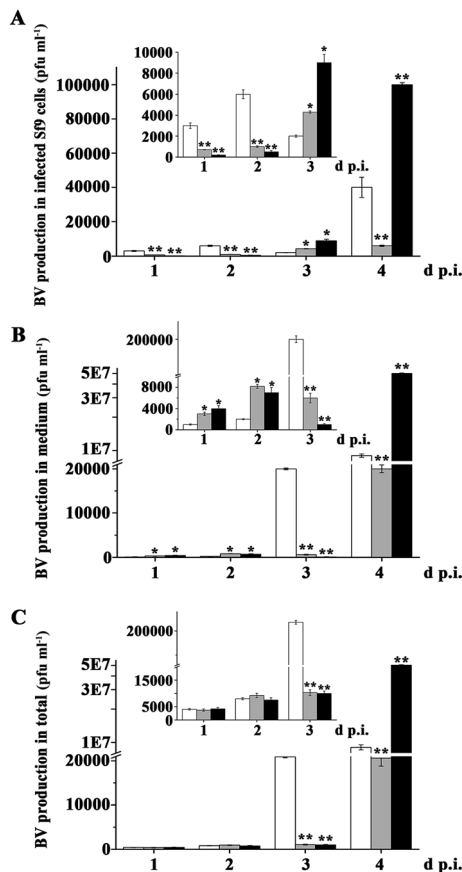 A
BV production in infected Sf9 cells (pfu ml-1)
100000
80000
60000
40000
20000
0
10000
8000
6000
4000
2000
0
** ** ** ** * *
1 2 3 d p.i.
** ** ** ** * * ** **
1 2 3 4 d p.i.
B
BV production in medium (pfu ml-1)
5E7
3E7
1E7
20000
10000
0
200000
8000
4000
0
* * * * ** **
1 2 3 d p.i.
* * * * ** ** ** **
1 2 3 4 d p.i.
C
BV production in total (pfu ml-1)
5E7
3E7
1E7
20000
10000
0
200000
15000
10000
5000
0
** **
1 2 3 d p.i.
** ** ** **
1 2 3 4 d p.i.